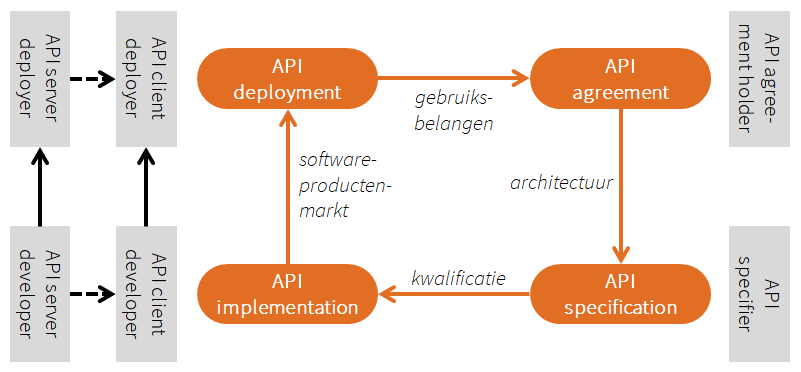 API server
deployer
API client
deployer
API
deployment
gebruiks-
belangen
API
agreement
API agree-
ment holder
software-
producten-
markt
architectuur
API server
developer
API client
developer
API
implementation
kwalificatie
API
specification
API
specifier